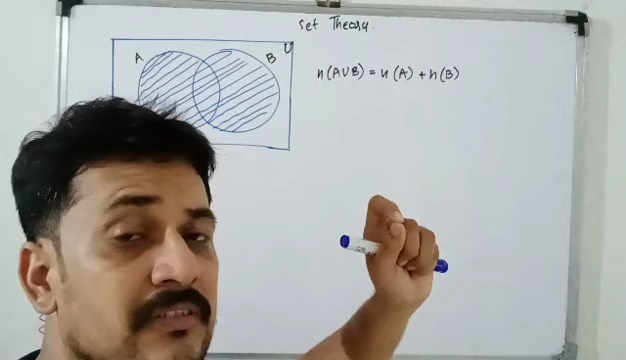 Set Theory.
U
A
B
n(A∪B) = n(A) + n(B)